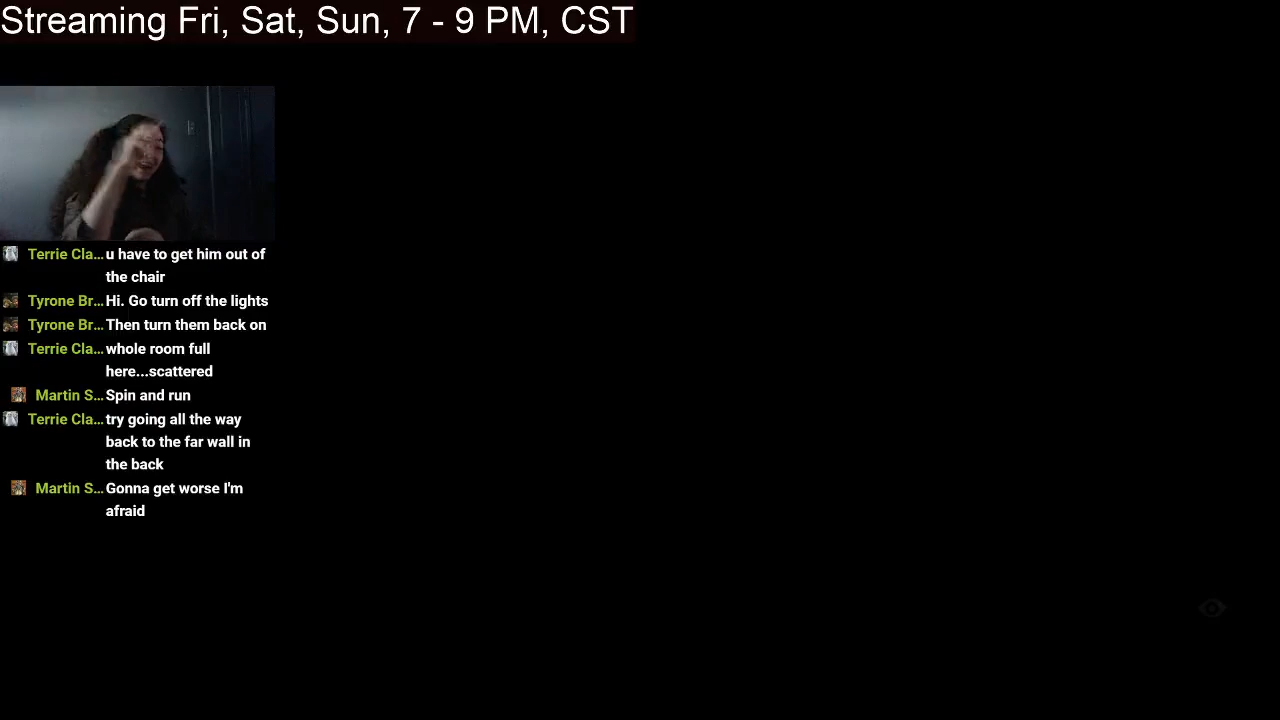 Streaming Fri, Sat, Sun, 7 - 9 PM, CST
Terrie Cla... u have to get him out of
the chair
Tyrone Br... Hi. Go turn off the lights
Tyrone Br... Then turn them back on
Terrie Cla... whole room full
here...scattered
Martin S... Spin and run
Terrie Cla... try going all the way
back to the far wall in
the back
Martin S... Gonna get worse I'm
afraid